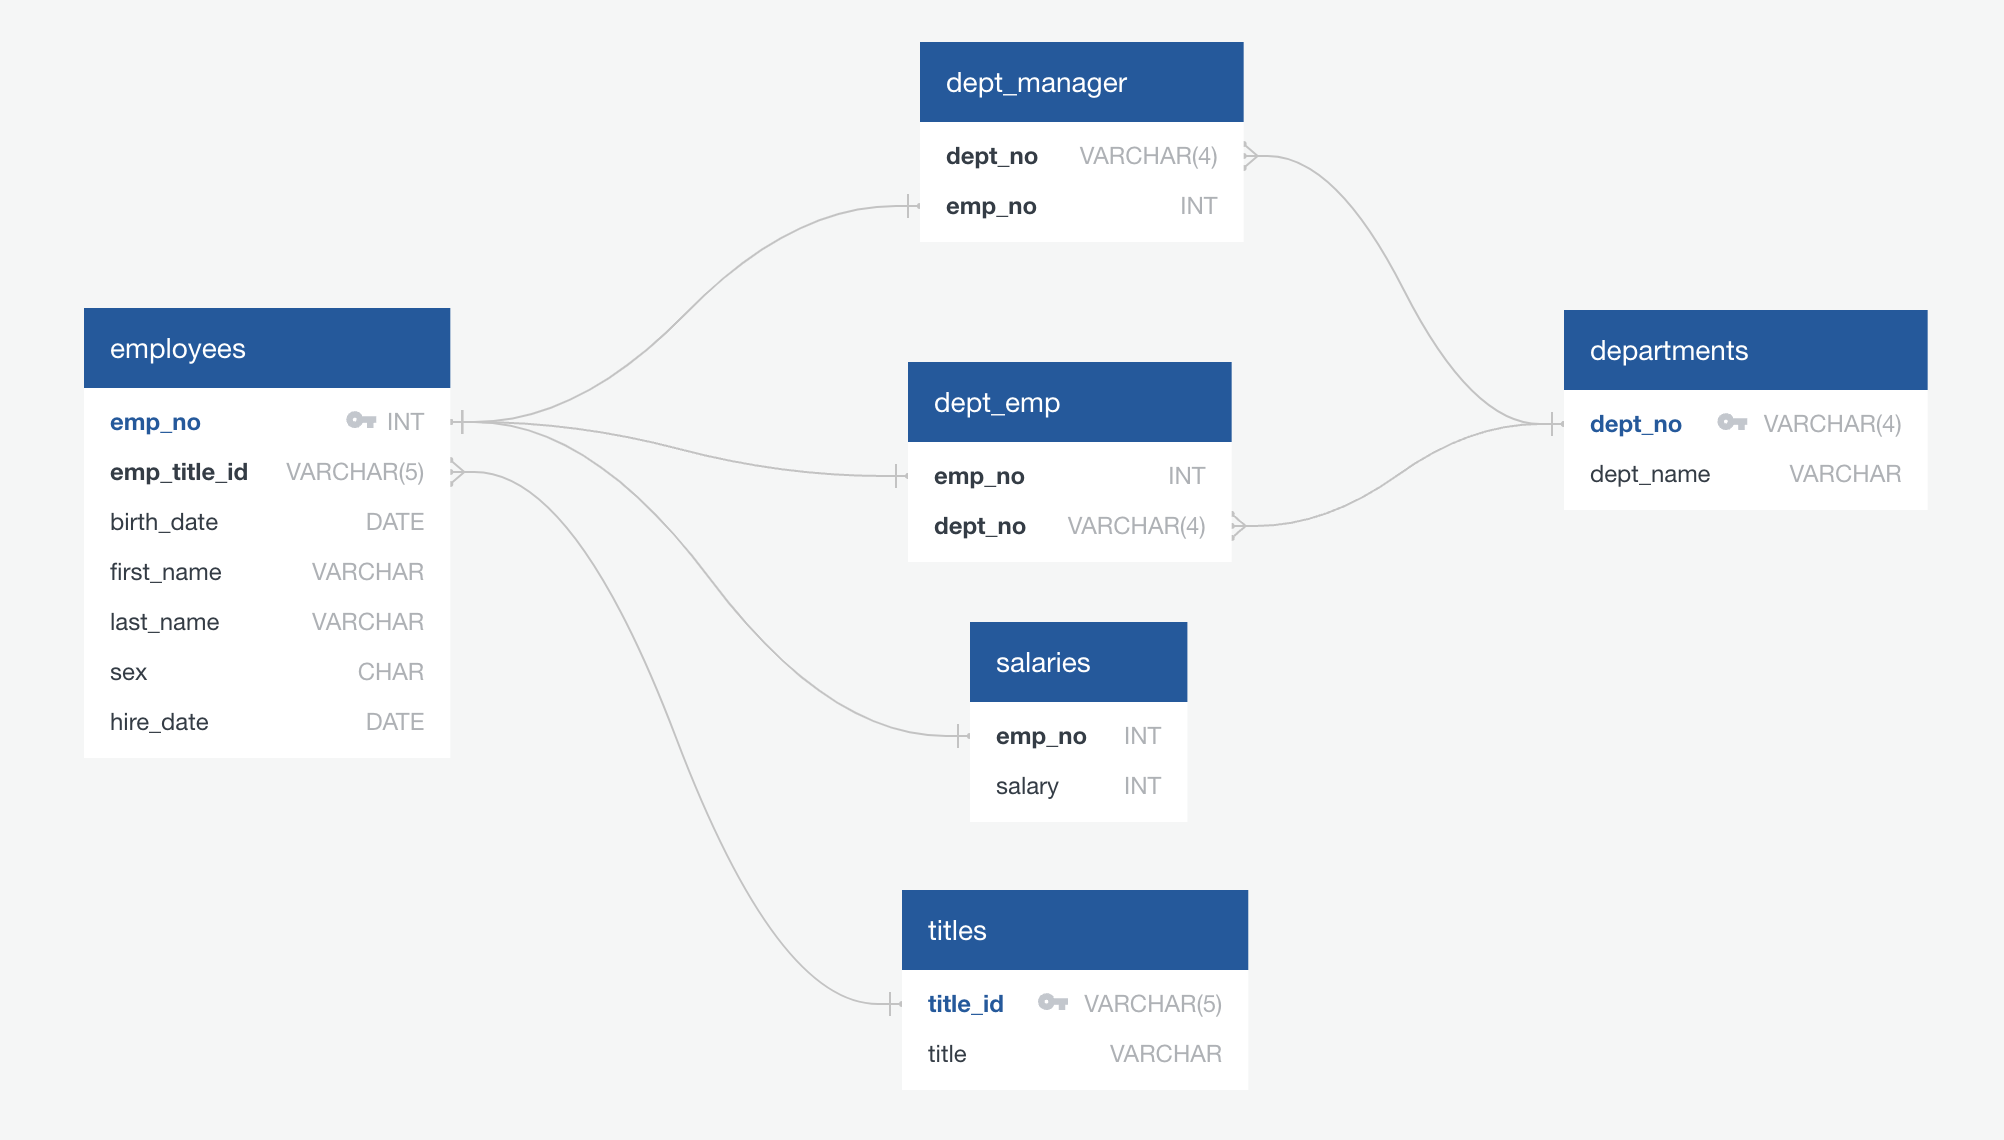 dept_manager
dept_no VARCHAR(4)
emp_no INT
employees
emp_no INT
emp_title_id VARCHAR(5)
birth_date DATE
first_name VARCHAR
last_name VARCHAR
sex CHAR
hire_date DATE
dept_emp
emp_no INT
dept_no VARCHAR(4)
departments
dept_no VARCHAR(4)
dept_name VARCHAR
salaries
emp_no INT
salary INT
titles
title_id VARCHAR(5)
title VARCHAR